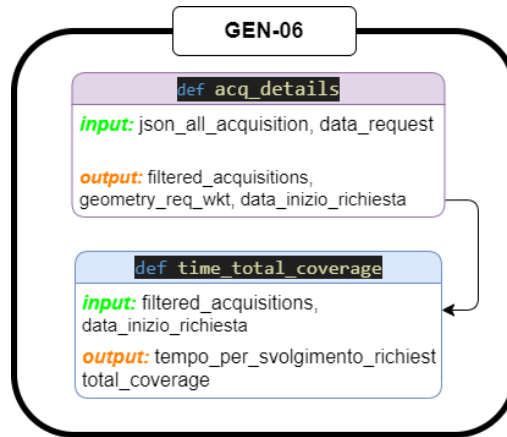 GEN-06
def acq_details
input: json_all_acquisition, data_request
output: filtered_acquisitions,
geometry_req_wkt, data_inizio_richiesta
def time_total_coverage
input: filtered_acquisitions,
data_inizio_richiesta
output: tempo_per_svolgimento_richiest
total_coverage